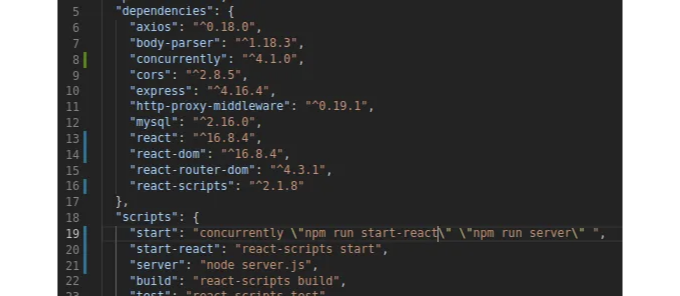 5 "dependencies": {
6 "axios": "^0.18.0",
7 "body-parser": "^1.18.3",
8 "concurrently": "^4.1.0",
9 "cors": "^2.8.5",
10 "express": "^4.16.4",
11 "http-proxy-middleware": "^0.19.1",
12 "mysql": "^2.16.0",
13 "react": "^16.8.4",
14 "react-dom": "^16.8.4",
15 "react-router-dom": "^4.3.1",
16 "react-scripts": "^2.1.8"
17 },
18 "scripts": {
19 "start": "concurrently \"npm run start-react\" \"npm run server\" ",
20 "start-react": "react-scripts start",
21 "server": "node server.js",
22 "build": "react-scripts build",
23 "test": "react-scripts test"